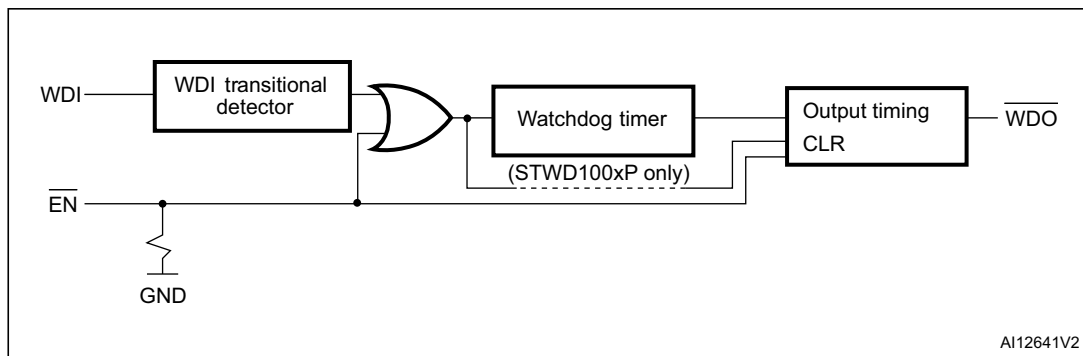 WDI
WDI transitional
detector
Watchdog timer
(STWD100xP only)
Output timing
CLR
WDO
EN
GND
AI12641V2